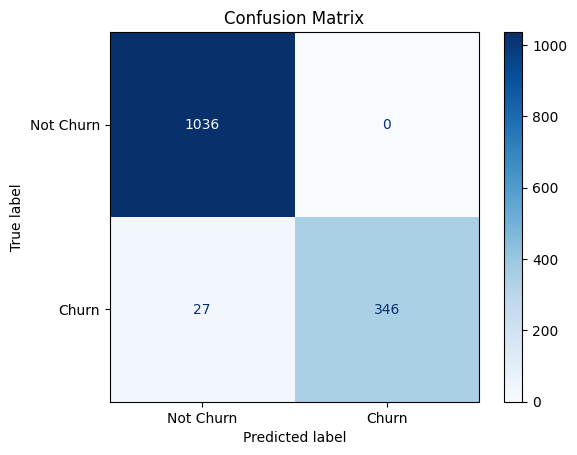 Confusion Matrix
Not Churn
1036
0
Churn
27
346
Not Churn
Churn
Predicted label
True label
1000
800
600
400
200
0